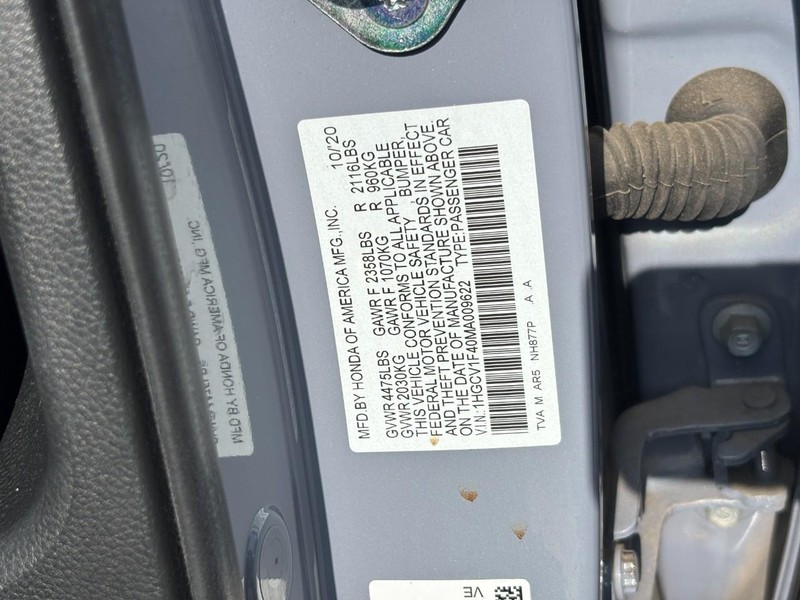 MFD.BY HONDA OF AMERICA MFG.,INC. 10/20
GVWR 4475LBS GAWR F 2358LBS R 2116LBS
GVWR 2030KG GAWR F 1070KG R 960KG
THIS VEHICLE CONFORMS TO ALL APPLICABLE
FEDERAL MOTOR VEHICLE SAFETY, BUMPER,
AND THEFT PREVENTION STANDARDS IN EFFECT
ON THE DATE OF MANUFACTURE SHOWN ABOVE.
V.I.N.:1HGCV1F40MA009622 TYPE:PASSENGER CAR
TVA M AR5 NH877P A A
VE